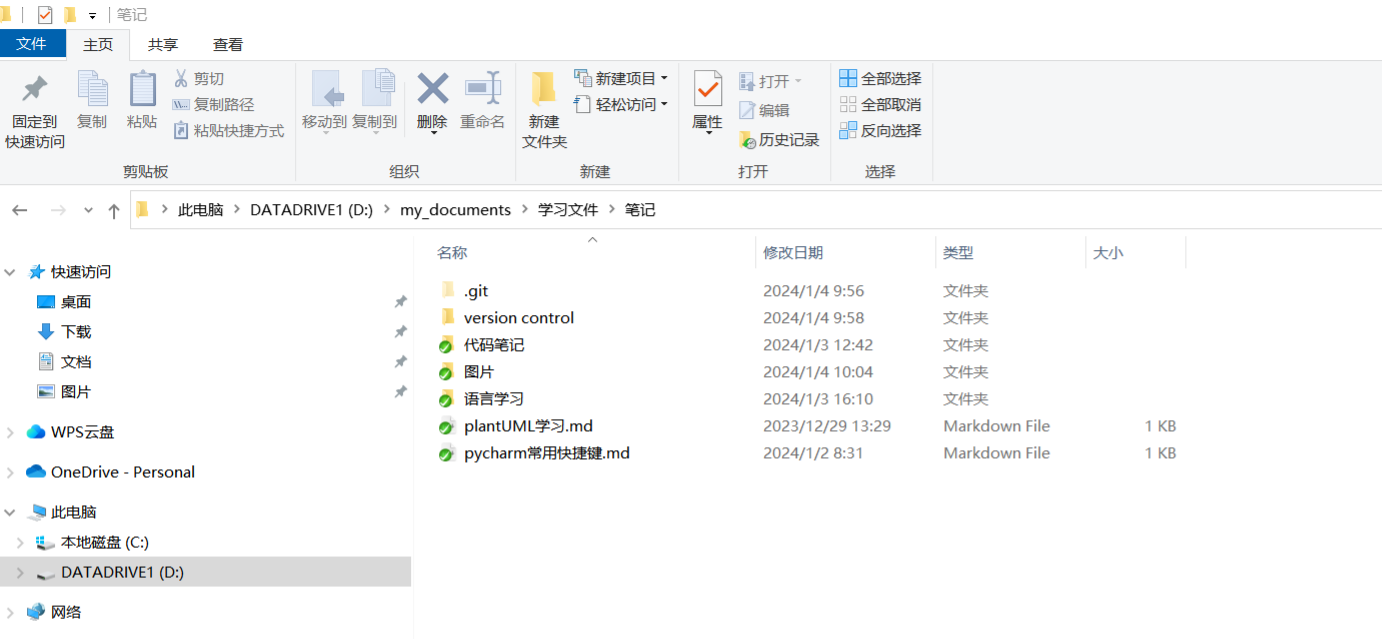 笔记
文件 主页 共享 查看
固定到
快速访问
复制
粘贴
剪切
复制路径
粘贴快捷方式
剪贴板
移动到
复制到
删除
重命名
组织
新建
文件夹
新建项目
轻松访问
新建
属性
打开
编辑
历史记录
打开
全部选择
全部取消
反向选择
选择
此电脑 DATADRIVE1 (D:) my_documents 学习文件 笔记
快速访问
桌面
下载
文档
图片
WPS云盘
OneDrive - Personal
此电脑
本地磁盘 (C:)
DATADRIVE1 (D:)
网络
名称 修改日期 类型 大小
.git 2024/1/4 9:56 文件夹
version control 2024/1/4 9:58 文件夹
代码笔记 2024/1/3 12:42 文件夹
图片 2024/1/4 10:04 文件夹
语言学习 2024/1/3 16:10 文件夹
plantUML学习.md 2023/12/29 13:29 Markdown File 1 KB
pycharm常用快捷键.md 2024/1/2 8:31 Markdown File 1 KB